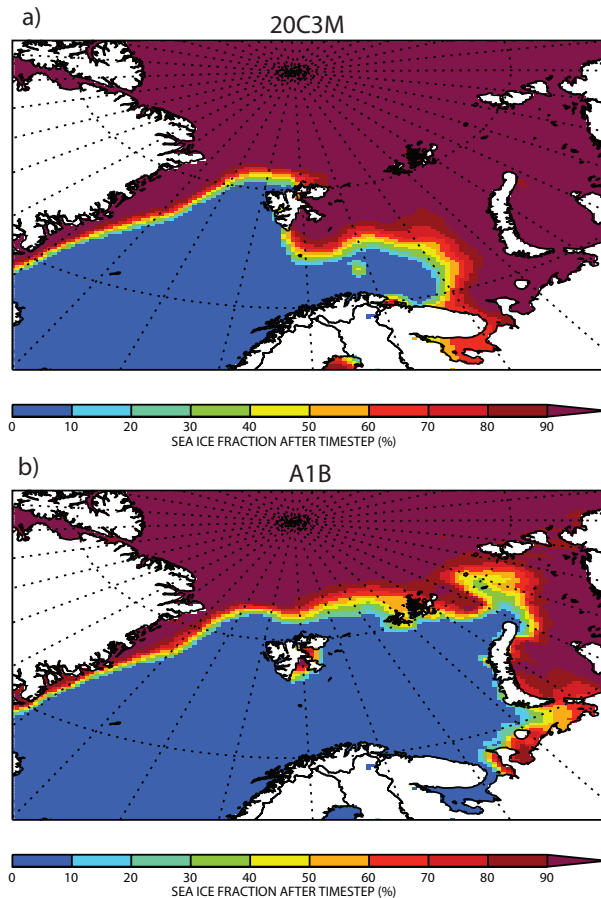 a)
20C3M
0 10 20 30 40 50 60 70 80 90
SEA ICE FRACTION AFTER TIMESTEP (%)
b)
A1B
0 10 20 30 40 50 60 70 80 90
SEA ICE FRACTION AFTER TIMESTEP (%)